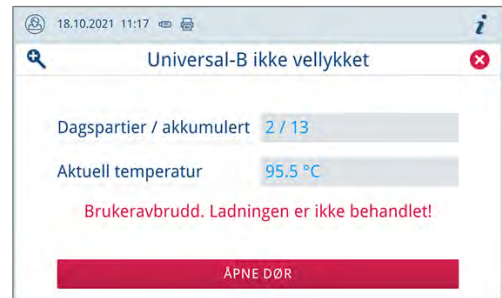 18.10.2021 11:17
i
Universal-B ikke vellykket
Dagspartier / akkumulert 2 / 13
Aktuell temperatur 95.5 °C
Brukeravbrudd. Ladningen er ikke behandlet!
ÅPNE DØR